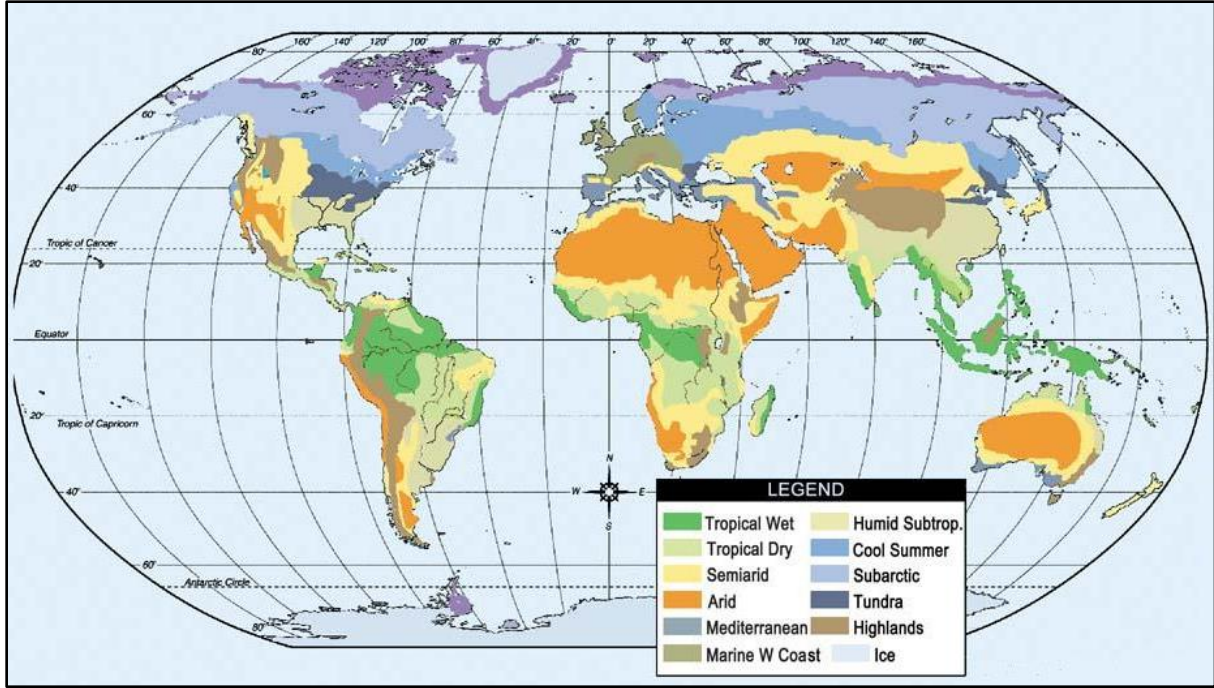 160° 140° 120° 100° 80° 60° 40° 20° 0° 20° 40° 60° 80° 100° 120° 140° 160°
80°
60°
40°
Tropic of Cancer
20°
Equator
0°
20°
Tropic of Capricorn
N
40° W E
S
LEGEND
Tropical Wet Humid Subtrop.
Tropical Dry Cool Summer
Semiarid Subarctic
Arid Tundra
Mediterranean Highlands
Marine W Coast Ice
60°
Antarctic Circle
80°